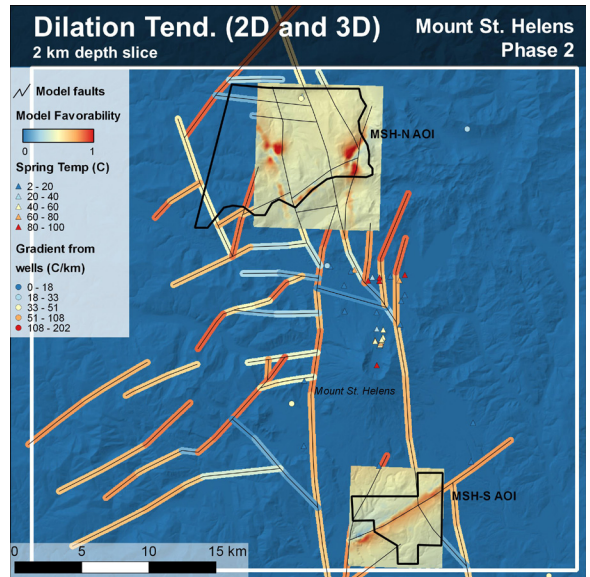 Dilation Tend. (2D and 3D)
2 km depth slice
Mount St. Helens
Phase 2
Model faults
Model Favorability
0 1
Spring Temp (C)
2 - 20
20 - 40
40 - 60
60 - 80
80 - 100
Gradient from
wells (C/km)
0 - 18
18 - 33
33 - 51
51 - 108
108 - 202
MSH-N AOI
Mount St. Helens
MSH-S AOI
0 5 10 15 km